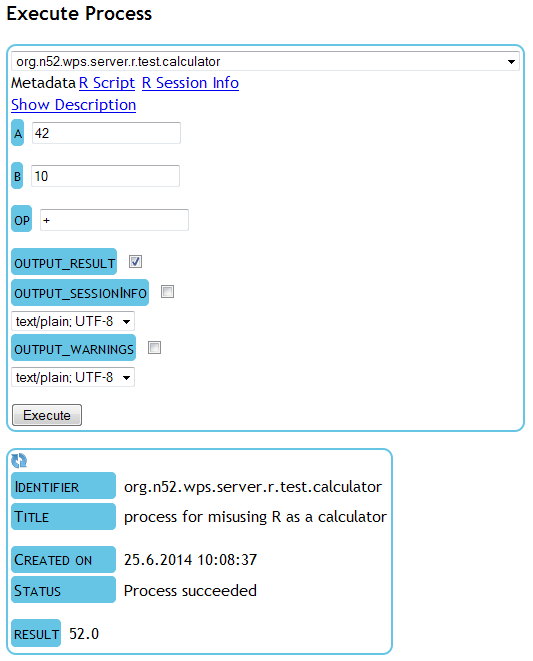 Execute Process
org.n52.wps.server.r.test.calculator
Metadata R Script R Session Info
Show Description
A 42
B 10
OP +
OUTPUT_RESULT
OUTPUT_SESSIONINFO
text/plain; UTF-8
OUTPUT_WARNINGS
text/plain; UTF-8
Execute
IDENTIFIER org.n52.wps.server.r.test.calculator
TITLE process for misusing R as a calculator
CREATED ON 25.6.2014 10:08:37
STATUS Process succeeded
RESULT 52.0